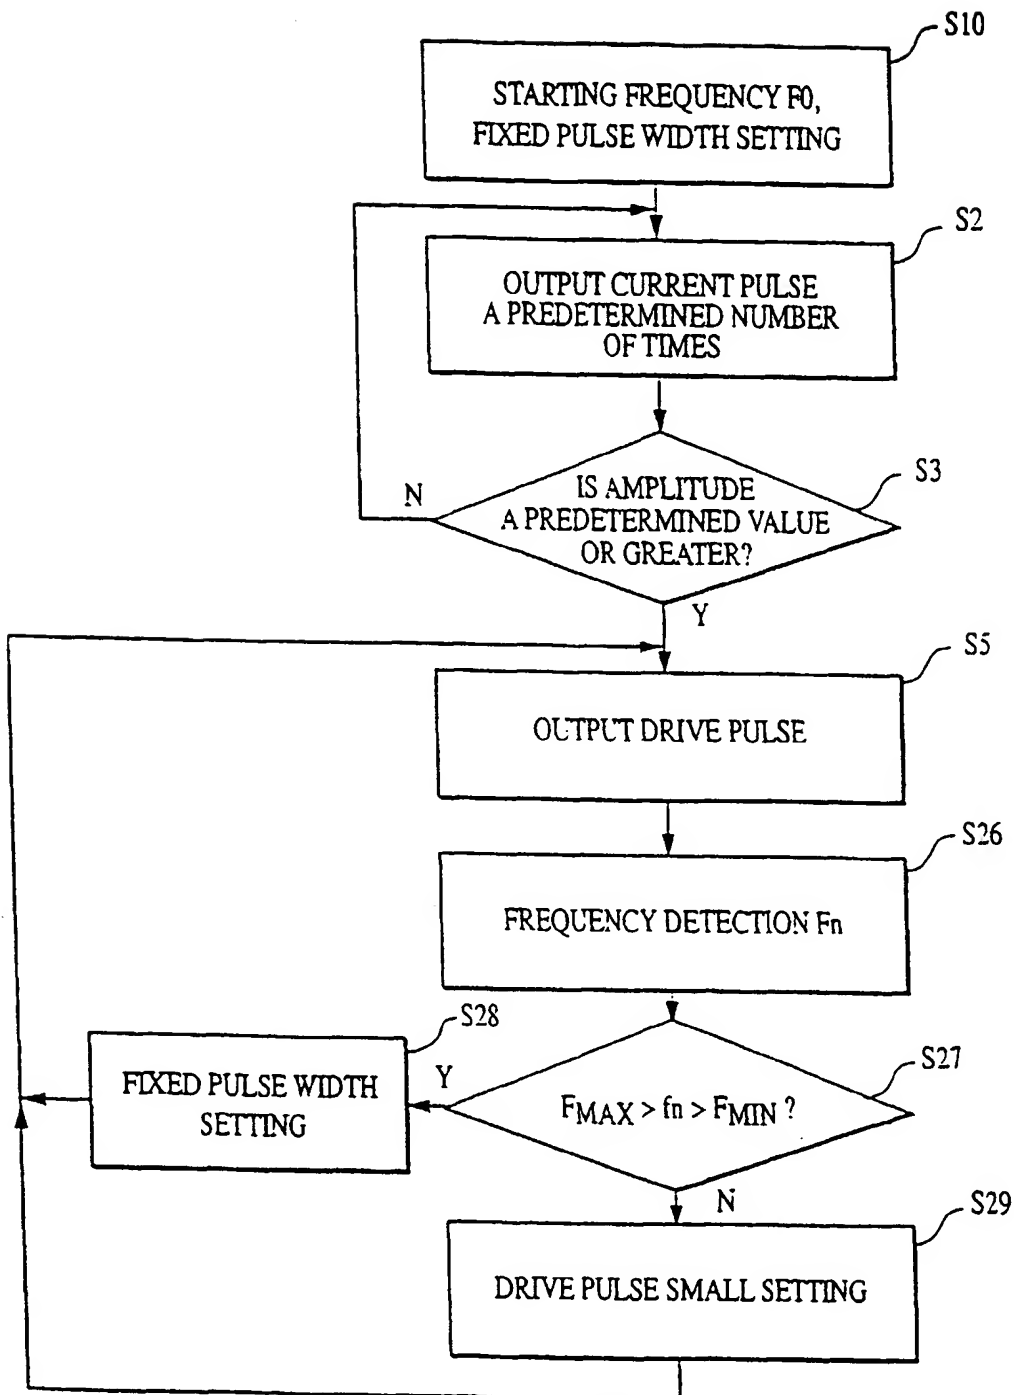 S10
STARTING FREQUENCY F0,
FIXED PULSE WIDTH SETTING
S2
OUTPUT CURRENT PULSE
A PREDETERMINED NUMBER
OF TIMES
S3
IS AMPLITUDE
A PREDETERMINED VALUE
OR GREATER?
N
Y
S5
OUTPUT DRIVE PULSE
S26
FREQUENCY DETECTION Fn
S28
FIXED PULSE WIDTH
SETTING
Y
S27
FMAX > fn > FMIN ?
N
S29
DRIVE PULSE SMALL SETTING